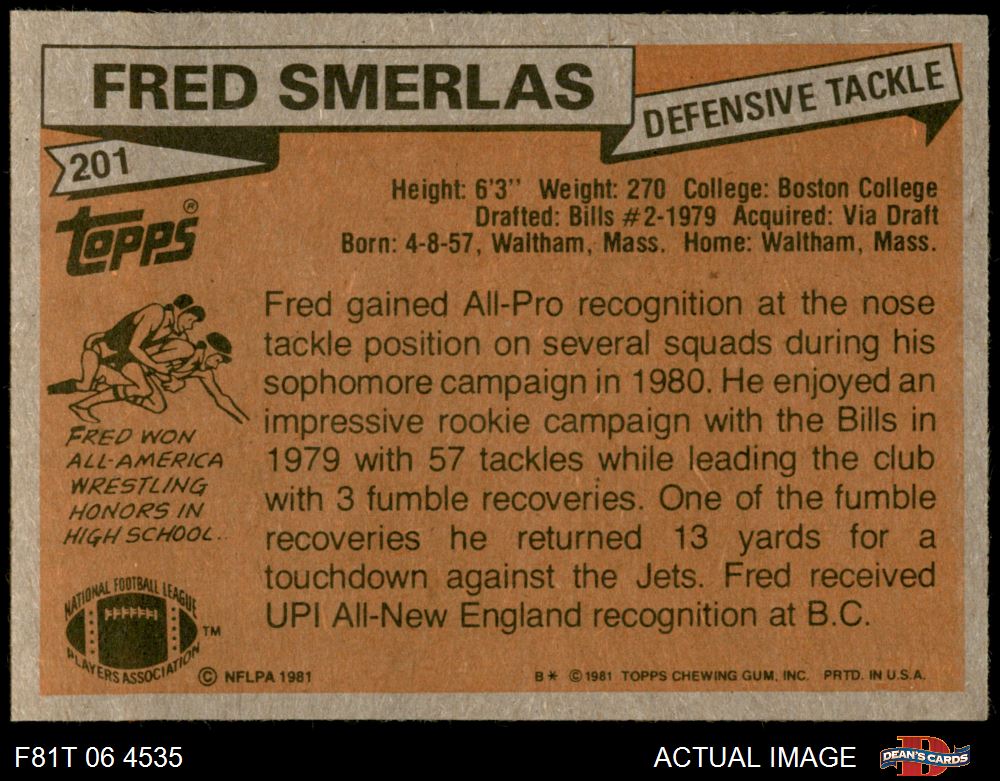 FRED SMERLAS
DEFENSIVE TACKLE
201
Topps®
Height: 6'3'' Weight: 270 College: Boston College
Drafted: Bills #2-1979 Acquired: Via Draft
Born: 4-8-57, Waltham, Mass. Home: Waltham, Mass.
Fred gained All-Pro recognition at the nose
tackle position on several squads during his
sophomore campaign in 1980. He enjoyed an
impressive rookie campaign with the Bills in
1979 with 57 tackles while leading the club
with 3 fumble recoveries. One of the fumble
recoveries he returned 13 yards for a
touchdown against the Jets. Fred received
UPI All-New England recognition at B.C.
FRED WON
ALL-AMERICA
WRESTLING
HONORS IN
HIGH SCHOOL..
NATIONAL FOOTBALL LEAGUE
PLAYERS ASSOCIATION
TM
© NFLPA 1981
B* © 1981 TOPPS CHEWING GUM, INC. PRTD. IN U.S.A.
F81T 06 4535
ACTUAL IMAGE
D
DEAN'S CARDS